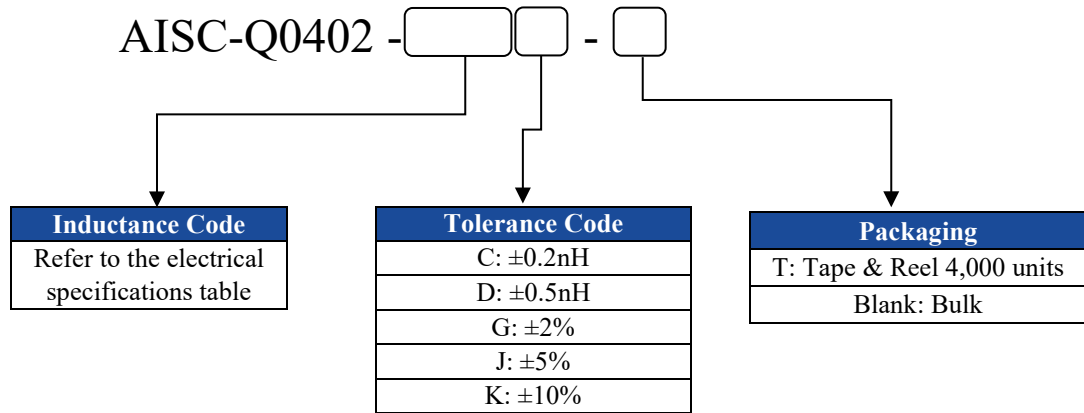 AISC-Q0402 - -
Inductance Code
Refer to the electrical
specifications table
Tolerance Code
C: ±0.2nH
D: ±0.5nH
G: ±2%
J: ±5%
K: ±10%
Packaging
T: Tape & Reel 4,000 units
Blank: Bulk